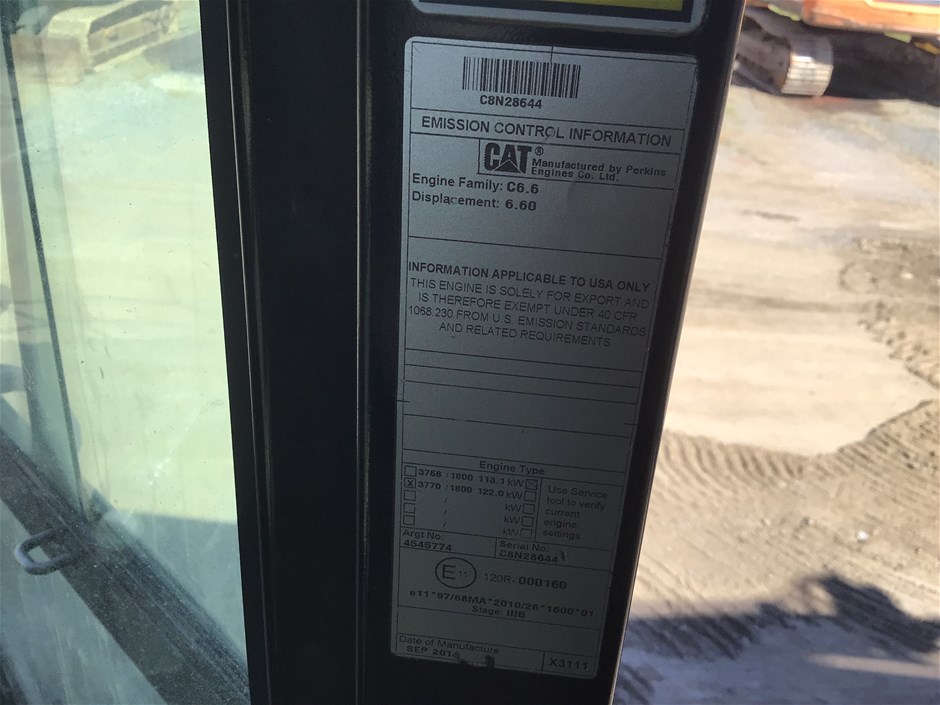 C8N28644
EMISSION CONTROL INFORMATION
CAT® Manufactured by Perkins
Engines Co. Ltd.
Engine Family: C6.6
Displacement: 6.60
INFORMATION APPLICABLE TO USA ONLY
THIS ENGINE IS SOLELY FOR EXPORT AND
IS THEREFORE EXEMPT UNDER 40 CFR
1068.230 FROM U.S. EMISSION STANDARDS
AND RELATED REQUIREMENTS
Engine Type
3768 / 1800 113.1 kW
X 3770 / 1800 122.0 kW
/ kW
/ kW
kW
Use Service
tool to verify
current
engine
settings.
Argt No: Serial No:
4545774 C8N28644
E11 120R- 000160
e11*97/68MA*2010/26*1600*01
Stage: IIIB
Date of Manufacture
SEP X3111